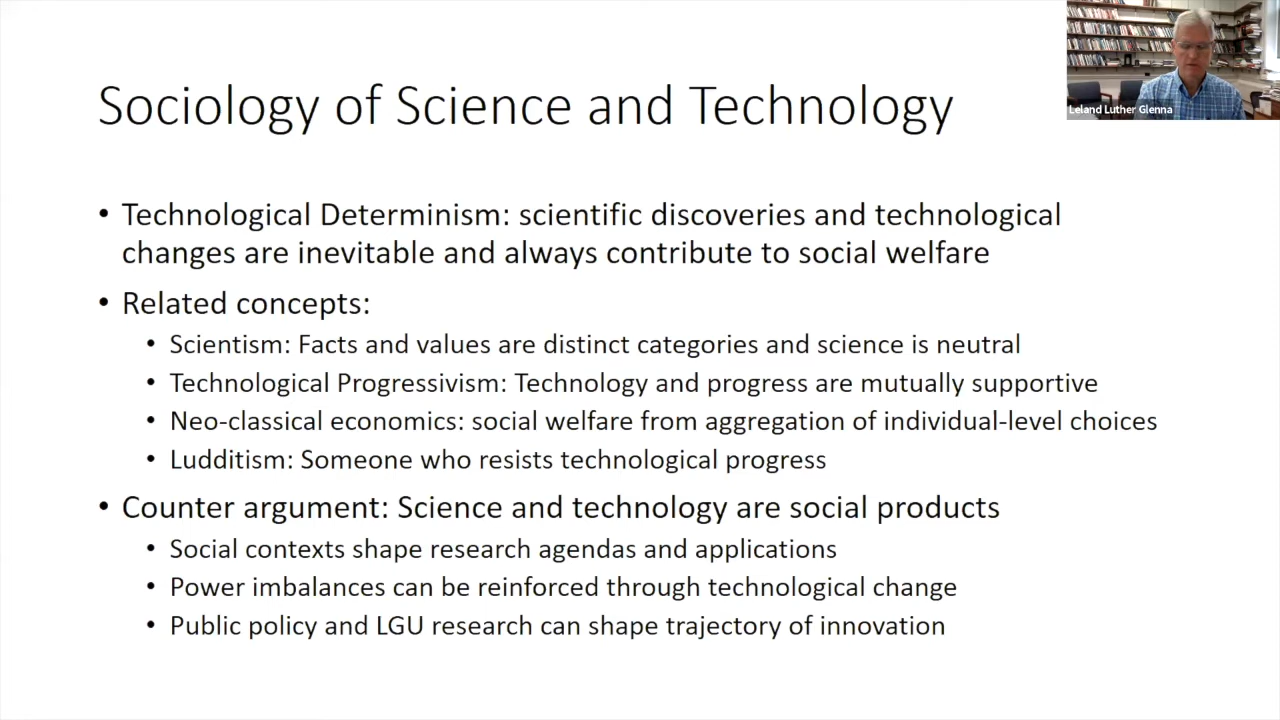 Sociology of Science and Technology
Leland Luther Glenna
• Technological Determinism: scientific discoveries and technological
changes are inevitable and always contribute to social welfare
• Related concepts:
• Scientism: Facts and values are distinct categories and science is neutral
• Technological Progressivism: Technology and progress are mutually supportive
• Neo-classical economics: social welfare from aggregation of individual-level choices
• Ludditism: Someone who resists technological progress
• Counter argument: Science and technology are social products
• Social contexts shape research agendas and applications
• Power imbalances can be reinforced through technological change
• Public policy and LGU research can shape trajectory of innovation